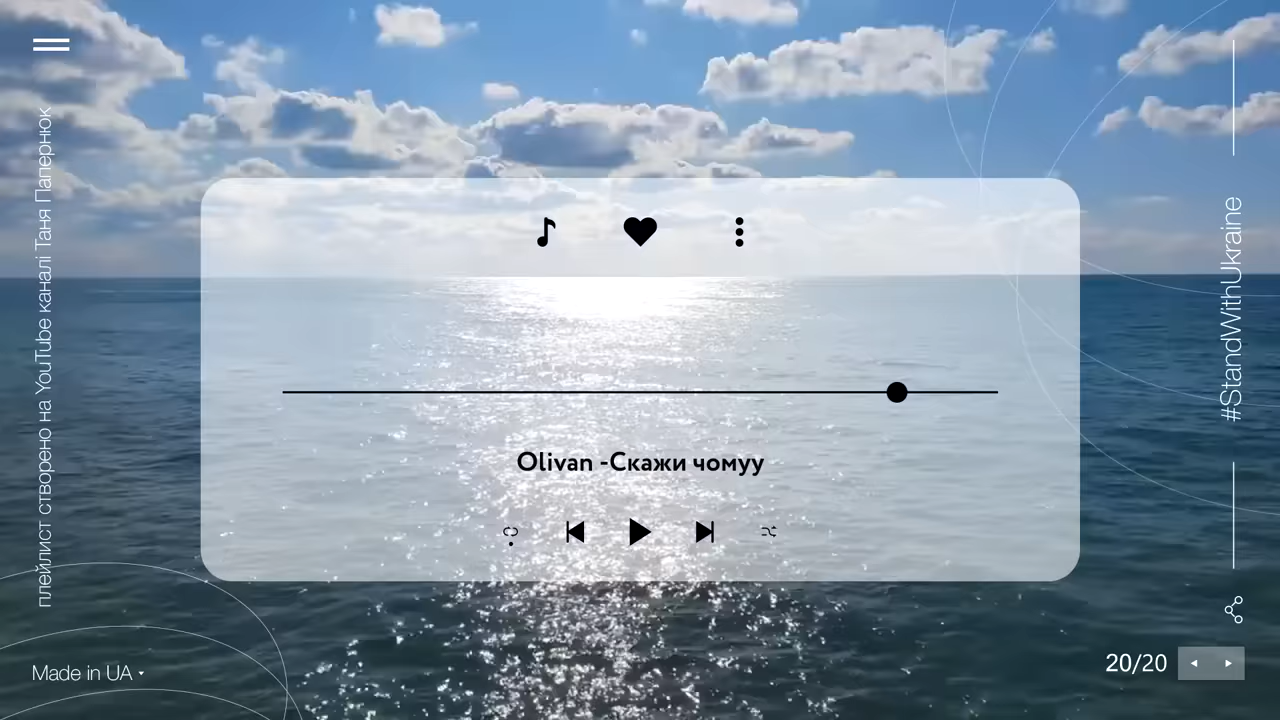 плейлист створено на YouTube каналі Таня Папернюк
#StandWithUkraine
Olivan -Скажи чомуу
Made in UA
20/20